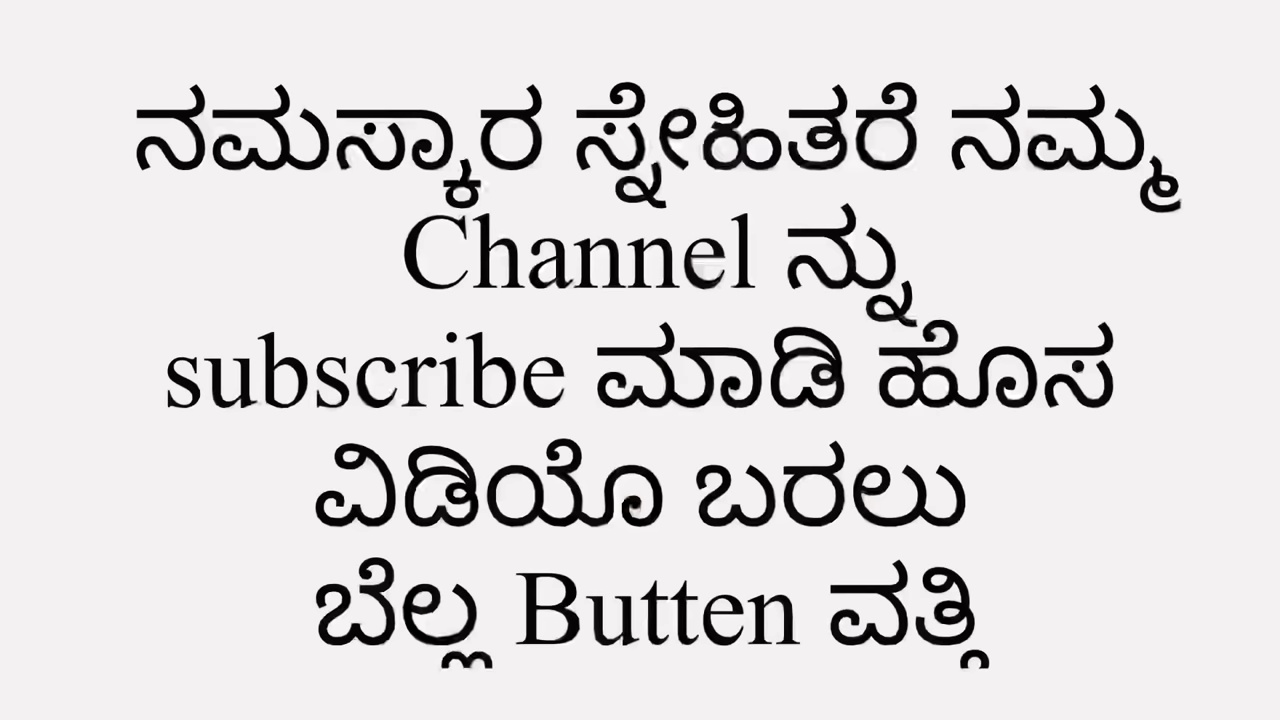 ನಮಸ್ಕಾರ ಸ್ನೇಹಿತರೆ ನಮ್ಮ
Channel ನ್ನು
subscribe ಮಾಡಿ ಹೊಸ
ವಿಡಿಯೊ ಬರಲು
ಬೆಲ್ಲ Butten ವತ್ತಿ